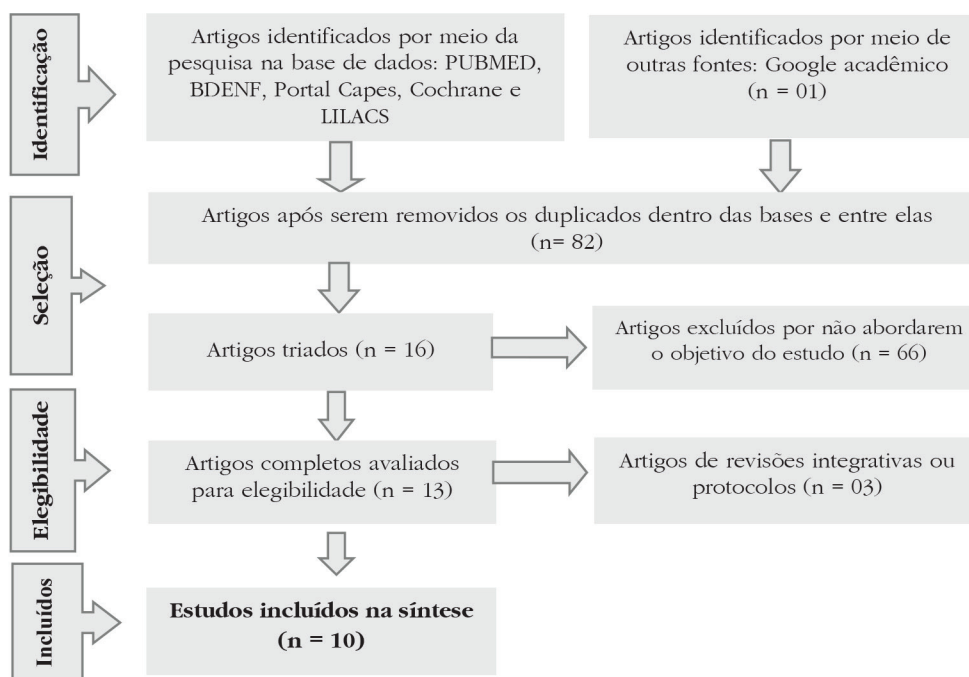 Identificação
Artigos identificados por meio da
pesquisa na base de dados: PUBMED,
BDENF, Portal Capes, Cochrane e
LILACS
Artigos identificados por meio de
outras fontes: Google acadêmico
(n = 01)
Seleção
Artigos após serem removidos os duplicados dentro das bases e entre elas
(n= 82)
Artigos triados (n = 16)
Artigos excluídos por não abordarem
o objetivo do estudo (n = 66)
Elegibilidade
Artigos completos avaliados
para elegibilidade (n = 13)
Artigos de revisões integrativas ou
protocolos (n = 03)
Incluídos
Estudos incluídos na síntese
(n = 10)